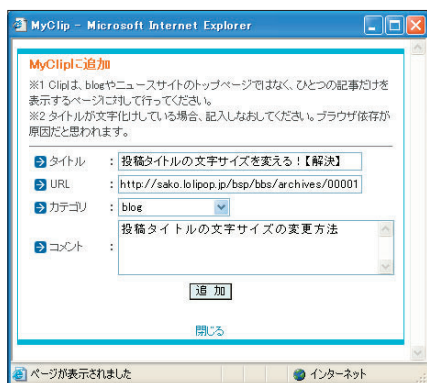 MyClip - Microsoft Internet Explorer
MyClipに追加
※1 Clipは、blogやニュースサイトのトップページではなく、ひとつの記事だけを
表示するページに対して行ってください。
※2 タイトルが文字化けしている場合、記入しなおしてください。ブラウザ依存が
原因だと思われます。
タイトル : 投稿タイトルの文字サイズを変える!【解決】
URL : http://sako.lolipop.jp/bsp/bbs/archives/00001
カテゴリ : blog
コメント : 投稿タイトルの文字サイズの変更方法
追 加
閉じる
ページが表示されました インターネット